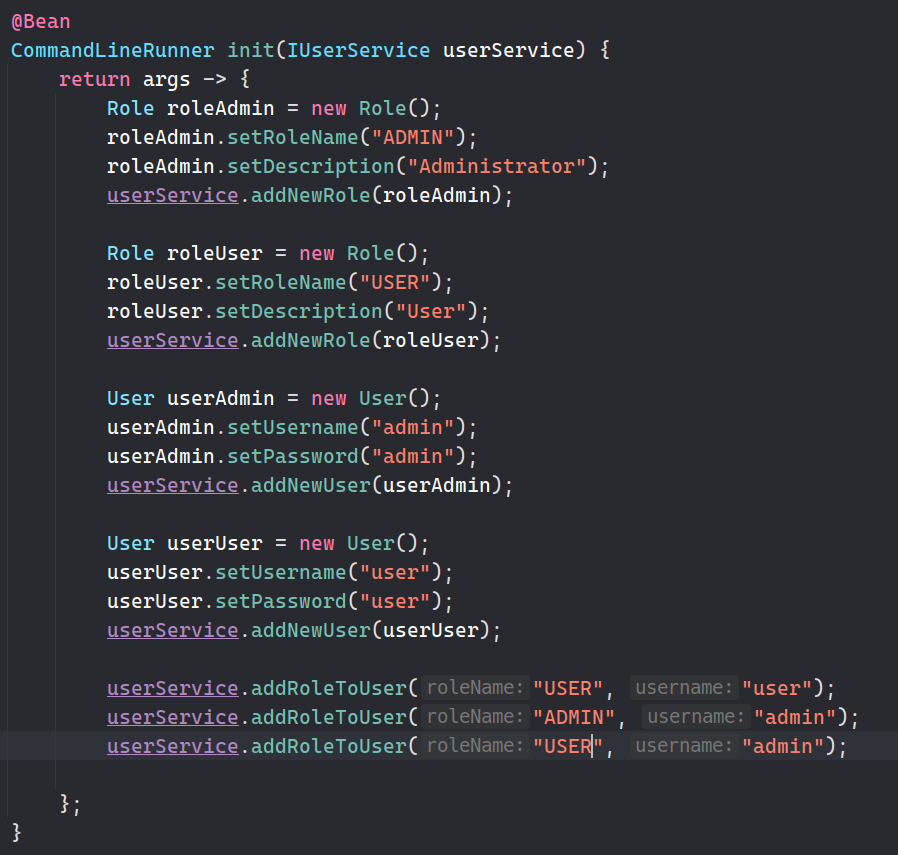 @Bean
CommandLineRunner init(IUserService userService) {
    return args -> {
        Role roleAdmin = new Role();
        roleAdmin.setRoleName("ADMIN");
        roleAdmin.setDescription("Administrator");
        userService.addNewRole(roleAdmin);

        Role roleUser = new Role();
        roleUser.setRoleName("USER");
        roleUser.setDescription("User");
        userService.addNewRole(roleUser);

        User userAdmin = new User();
        userAdmin.setUsername("admin");
        userAdmin.setPassword("admin");
        userService.addNewUser(userAdmin);

        User userUser = new User();
        userUser.setUsername("user");
        userUser.setPassword("user");
        userService.addNewUser(userUser);

        userService.addRoleToUser( roleName: "USER", username: "user");
        userService.addRoleToUser( roleName: "ADMIN", username: "admin");
        userService.addRoleToUser( roleName: "USER", username: "admin");

    };
}